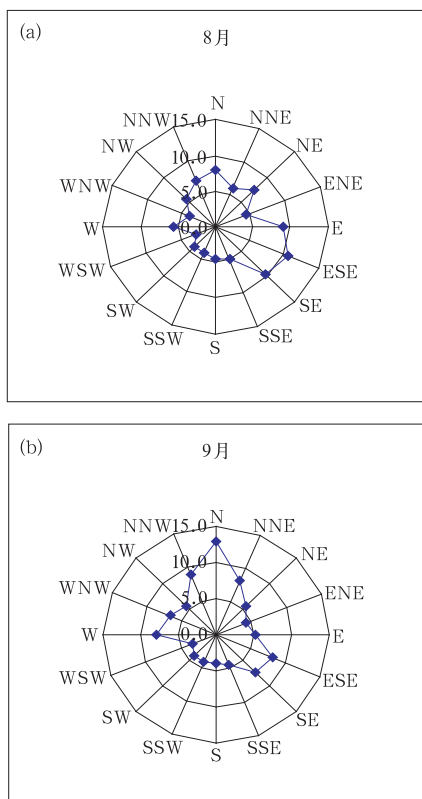 (a)
8月
N
NNW
15.0
NNE
NW
10.0
NE
WNW
5.0
ENE
W
0.0
E
WSW
ESE
SW
SE
SSW
SSE
S
(b)
9月
N
NNW
15.0
NNE
NW
10.0
NE
WNW
5.0
ENE
W
0.0
E
WSW
ESE
SW
SE
SSW
SSE
S